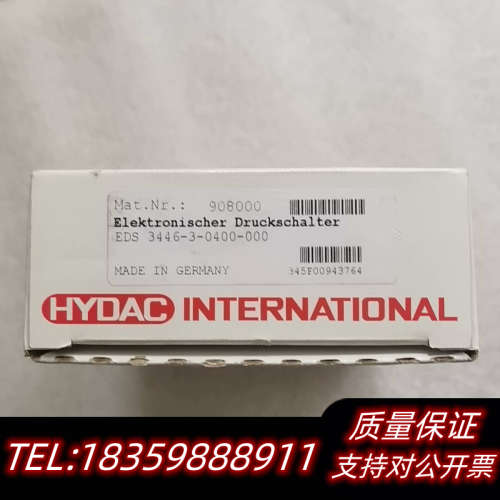 Mat.Nr.: 908000
Elektronischer Druckschalter
EDS 3446-3-0400-000
MADE IN GERMANY
345F00943764
HYDAC INTERNATIONAL
TEL:18359888911
质量保证
支持对公开票